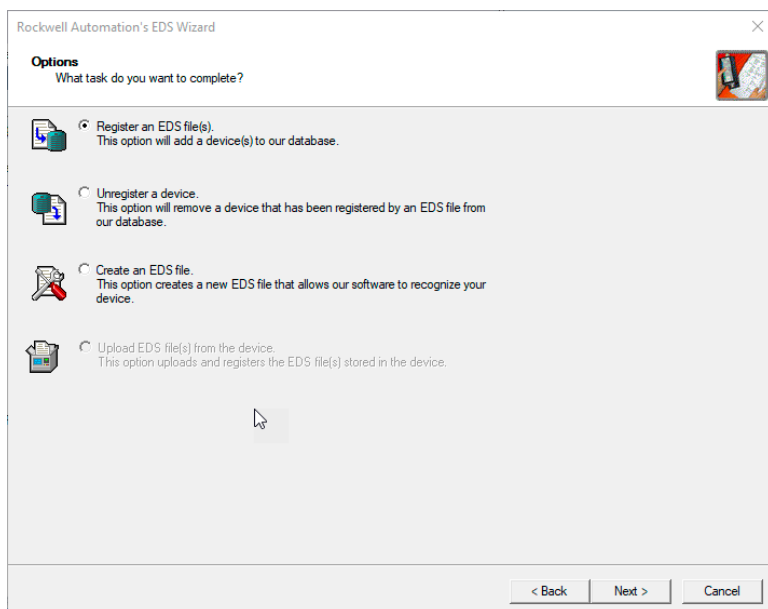 Rockwell Automation's EDS Wizard
Options
What task do you want to complete?
Register an EDS file(s).
This option will add a device(s) to our database.
Unregister a device.
This option will remove a device that has been registered by an EDS file from
our database.
Create an EDS file.
This option creates a new EDS file that allows our software to recognize your
device.
Upload EDS file(s) from the device.
This option uploads and registers the EDS file(s) stored in the device.
< Back Next > Cancel